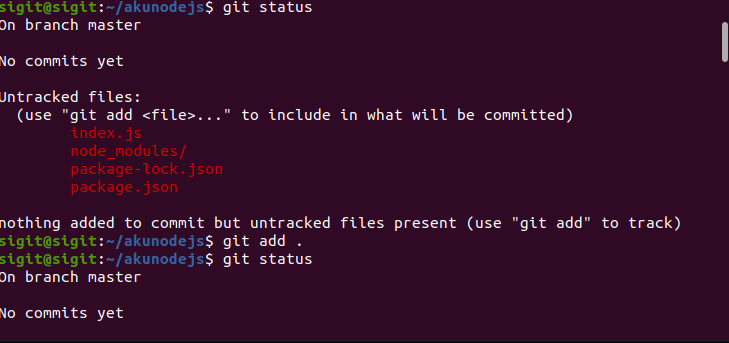 sigit@sigit:~/akunodejs$ git status
On branch master
No commits yet
Untracked files:
(use "git add <file>..." to include in what will be committed)
index.js
node_modules/
package-lock.json
package.json
nothing added to commit but untracked files present (use "git add" to track)
sigit@sigit:~/akunodejs$ git add .
sigit@sigit:~/akunodejs$ git status
On branch master
No commits yet